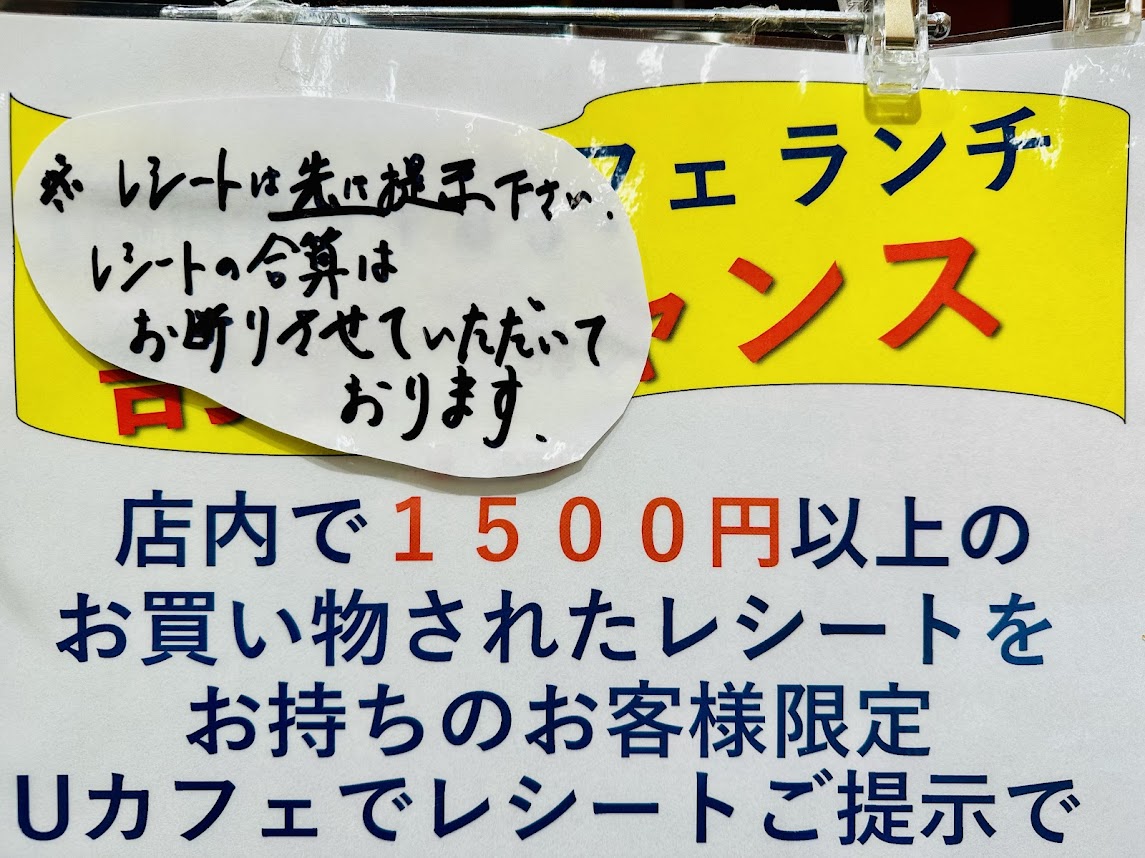 ※ レシートは先に提示下さい.
レシートの合算は
お断りさせていただいて
おります.
フェランチ
ャンス
店内で1500円以上の
お買い物されたレシートを
お持ちのお客様限定
Uカフェでレシートご提示で